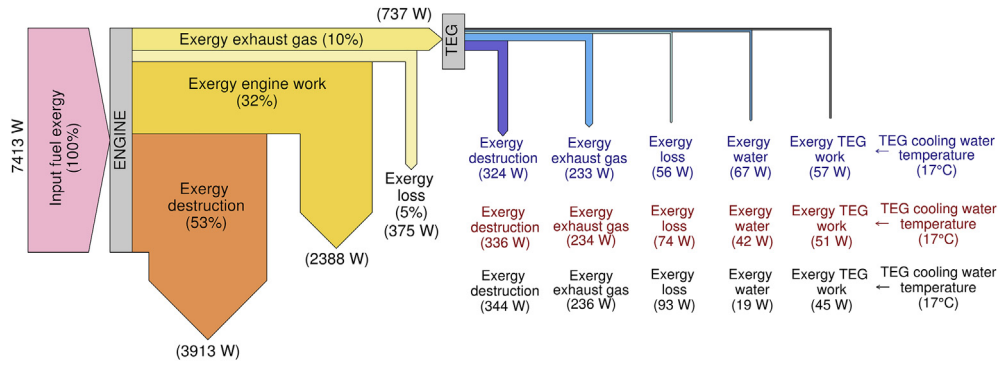 (737 W)
Exergy exhaust gas (10%)
TEG
Exergy engine work
(32%)
7413 W
Input fuel exergy
(100%)
ENGINE
Exergy
destruction
(53%)
Exergy
loss
(5%)
(375 W)
(2388 W)
(3913 W)
Exergy
destruction
(324 W)
Exergy
exhaust gas
(233 W)
Exergy
loss
(56 W)
Exergy
water
(67 W)
Exergy TEG
work
(57 W)
← TEG cooling water
temperature
(17°C)
Exergy
destruction
(336 W)
Exergy
exhaust gas
(234 W)
Exergy
loss
(74 W)
Exergy
water
(42 W)
Exergy TEG
work
(51 W)
← TEG cooling water
temperature
(17°C)
Exergy
destruction
(344 W)
Exergy
exhaust gas
(236 W)
Exergy
loss
(93 W)
Exergy
water
(19 W)
Exergy TEG
work
(45 W)
← TEG cooling water
temperature
(17°C)